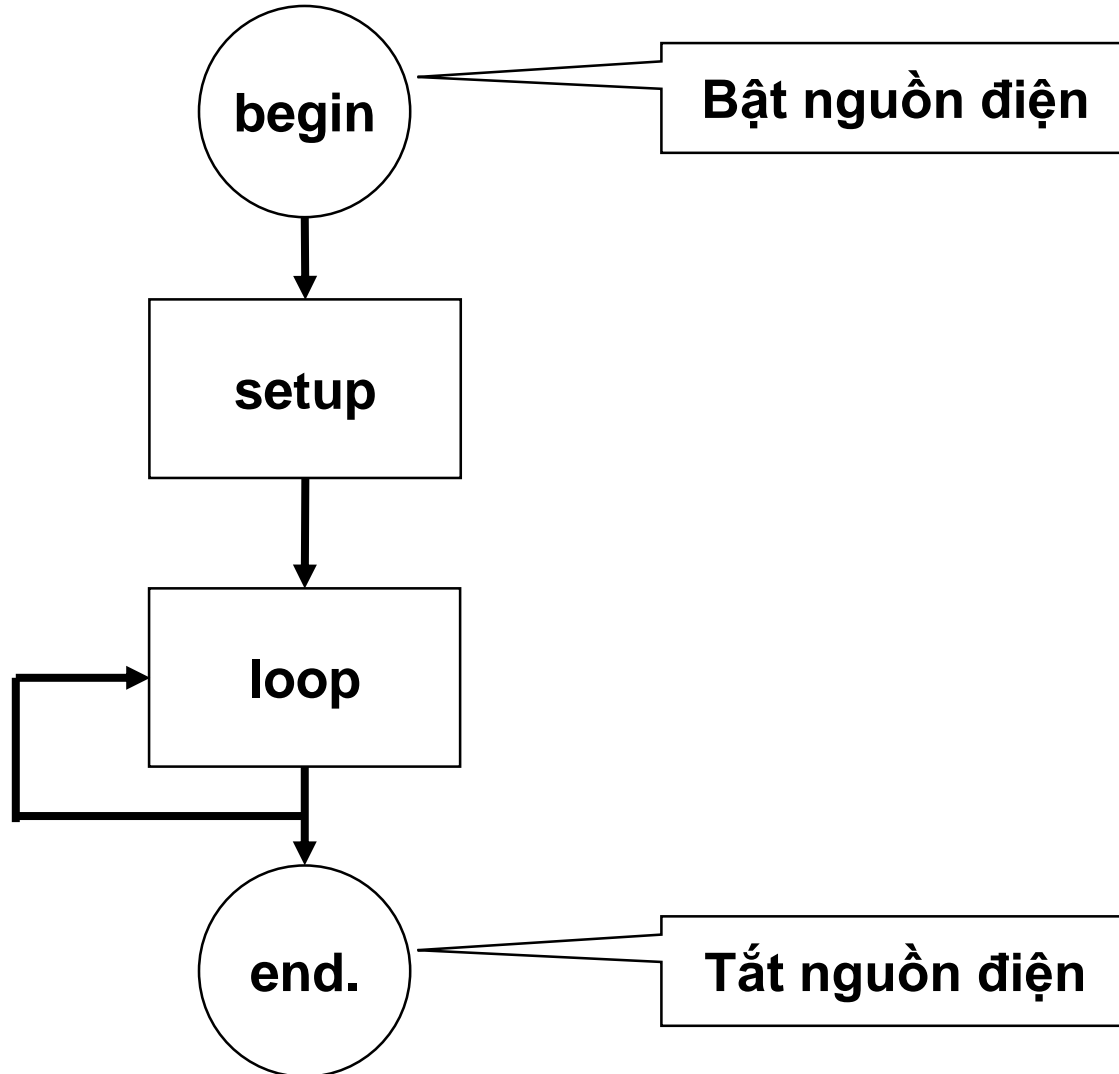 begin
Bật nguồn điện
setup
loop
end.
Tắt nguồn điện